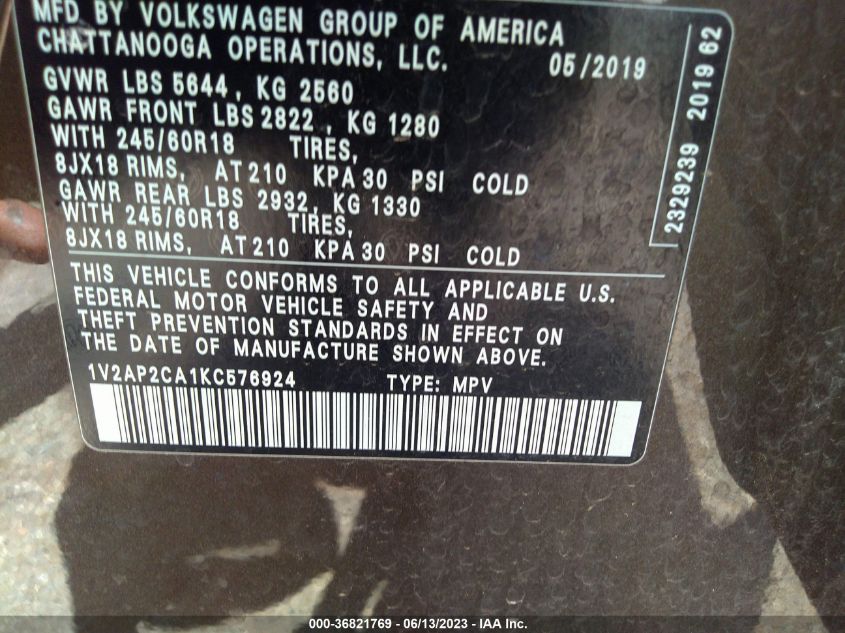 MFD BY VOLKSWAGEN GROUP OF AMERICA
CHATTANOOGA OPERATIONS, LLC. 05/2019
GVWR LBS 5644 , KG 2560
GAWR FRONT LBS 2822 , KG 1280
WITH 245/60R18 TIRES,
8JX18 RIMS, AT 210 KPA 30 PSI COLD
GAWR REAR LBS 2932, KG 1330
WITH 245/60R18 TIRES,
8JX18 RIMS, AT 210 KPA 30 PSI COLD
2329239 2019 62
THIS VEHICLE CONFORMS TO ALL APPLICABLE U.S.
FEDERAL MOTOR VEHICLE SAFETY AND
THEFT PREVENTION STANDARDS IN EFFECT ON
THE DATE OF MANUFACTURE SHOWN ABOVE.
1V2AP2CA1KC576924 TYPE: MPV
000-36821769 - 06/13/2023 - IAA Inc.